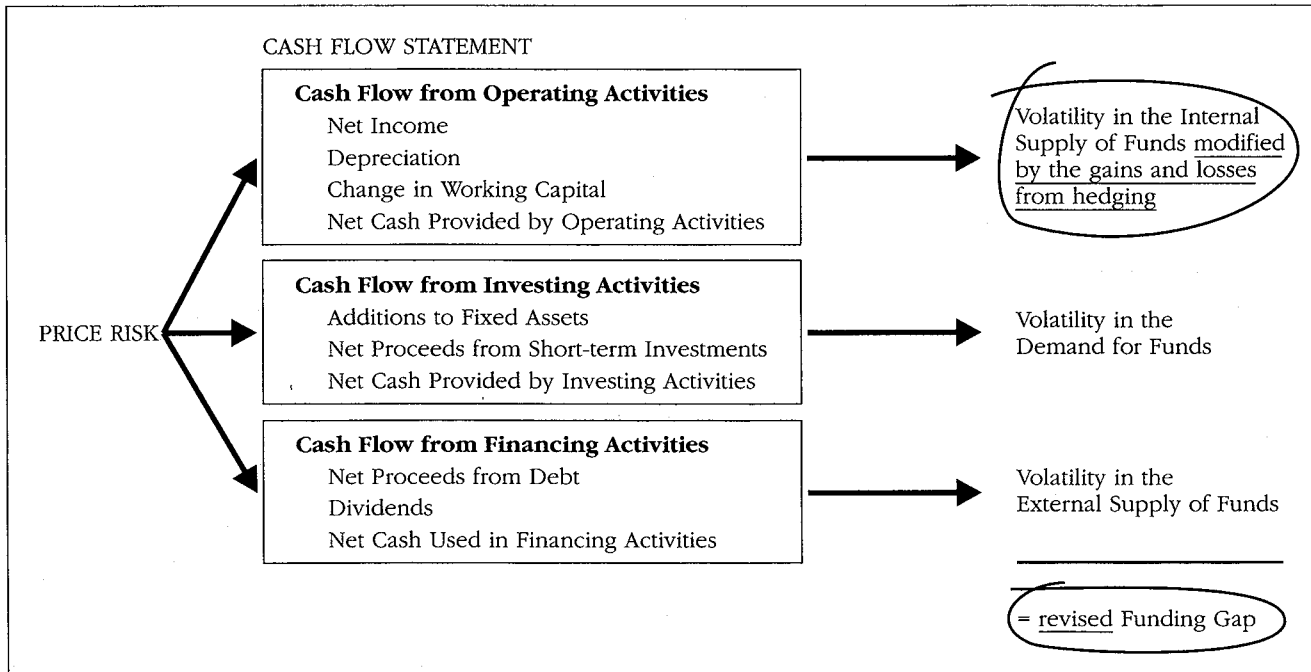 CASH FLOW STATEMENT
Cash Flow from Operating Activities
Net Income
Depreciation
Change in Working Capital
Net Cash Provided by Operating Activities
Volatility in the Internal
Supply of Funds modified
by the gains and losses
from hedging
PRICE RISK
Cash Flow from Investing Activities
Additions to Fixed Assets
Net Proceeds from Short-term Investments
Net Cash Provided by Investing Activities
Volatility in the
Demand for Funds
Cash Flow from Financing Activities
Net Proceeds from Debt
Dividends
Net Cash Used in Financing Activities
Volatility in the
External Supply of Funds
= revised Funding Gap